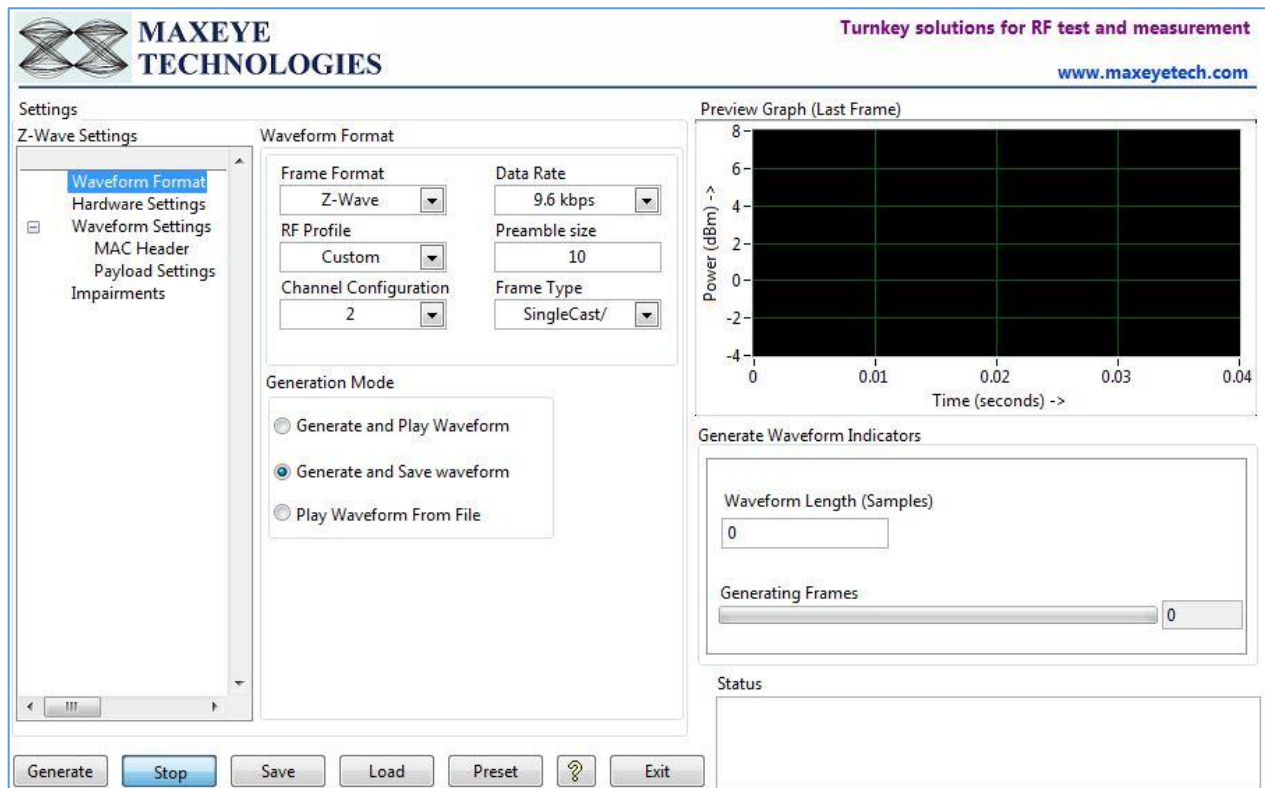 MAXEYE
TECHNOLOGIES
Turnkey solutions for RF test and measurement
www.maxeyetech.com
Settings
Z-Wave Settings
Waveform Format
Hardware Settings
Waveform Settings
MAC Header
Payload Settings
Impairments
Waveform Format
Frame Format
Data Rate
Z-Wave
9.6 kbps
RF Profile
Preamble size
Custom
10
Channel Configuration
Frame Type
2
SingleCast/
Generation Mode
Generate and Play Waveform
Generate and Save waveform
Play Waveform From File
Preview Graph (Last Frame)
Power (dBm) ->
8
6
4
2
0
-2
-4
0 0.01 0.02 0.03 0.04
Time (seconds) ->
Generate Waveform Indicators
Waveform Length (Samples)
0
Generating Frames
0
Status
Generate Stop Save Load Preset ? Exit